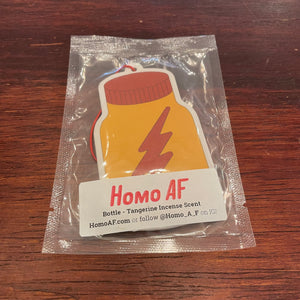 Homo AF
Bottle - Tangerine Incense Scent
HomoAF.com or follow @Homo_A_F on